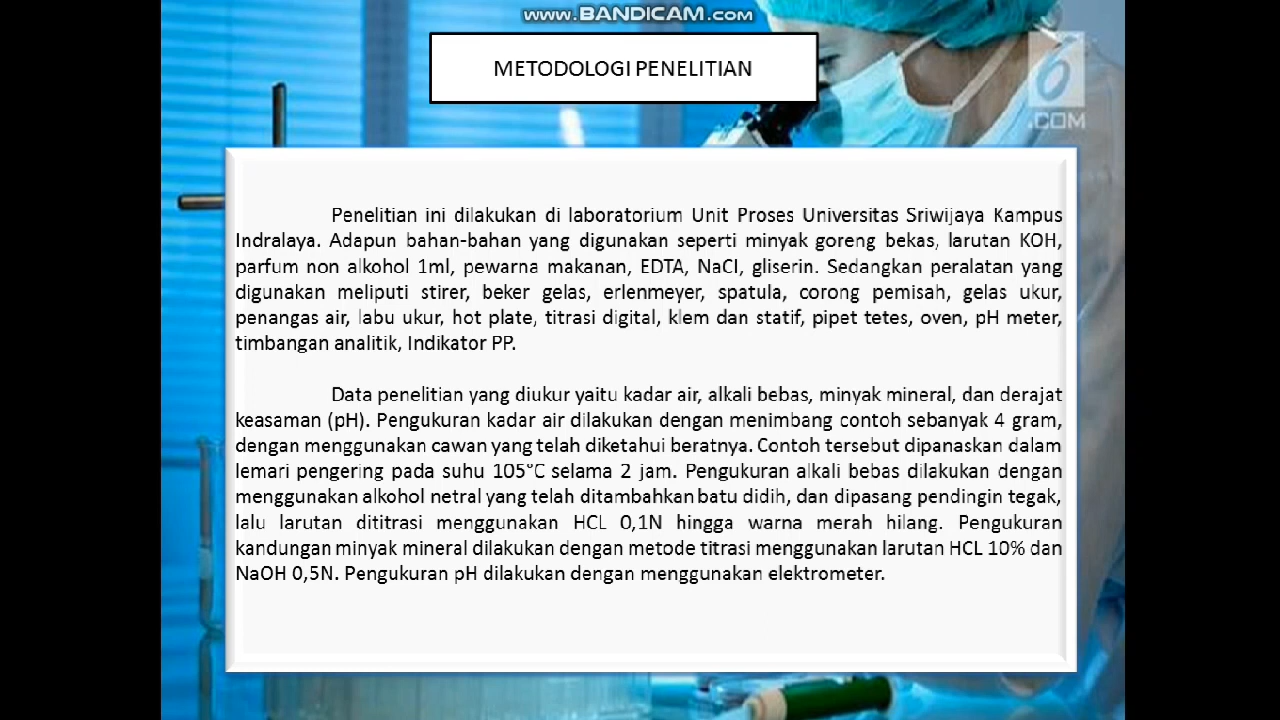 www.BANDICAM.com
METODOLOGI PENELITIAN
6
.COM
Penelitian ini dilakukan di laboratorium Unit Proses Universitas Sriwijaya Kampus
Indralaya. Adapun bahan-bahan yang digunakan seperti minyak goreng bekas, larutan KOH,
parfum non alkohol 1ml, pewarna makanan, EDTA, NaCl, gliserin. Sedangkan peralatan yang
digunakan meliputi stirer, beker gelas, erlenmeyer, spatula, corong pemisah, gelas ukur,
penangas air, labu ukur, hot plate, titrasi digital, klem dan statif, pipet tetes, oven, pH meter,
timbangan analitik, Indikator PP.
Data penelitian yang diukur yaitu kadar air, alkali bebas, minyak mineral, dan derajat
keasaman (pH). Pengukuran kadar air dilakukan dengan menimbang contoh sebanyak 4 gram,
dengan menggunakan cawan yang telah diketahui beratnya. Contoh tersebut dipanaskan dalam
lemari pengering pada suhu 105°C selama 2 jam. Pengukuran alkali bebas dilakukan dengan
menggunakan alkohol netral yang telah ditambahkan batu didih, dan dipasang pendingin tegak,
lalu larutan dititrasi menggunakan HCL 0,1N hingga warna merah hilang. Pengukuran
kandungan minyak mineral dilakukan dengan metode titrasi menggunakan larutan HCL 10% dan
NaOH 0,5N. Pengukuran pH dilakukan dengan menggunakan elektrometer.